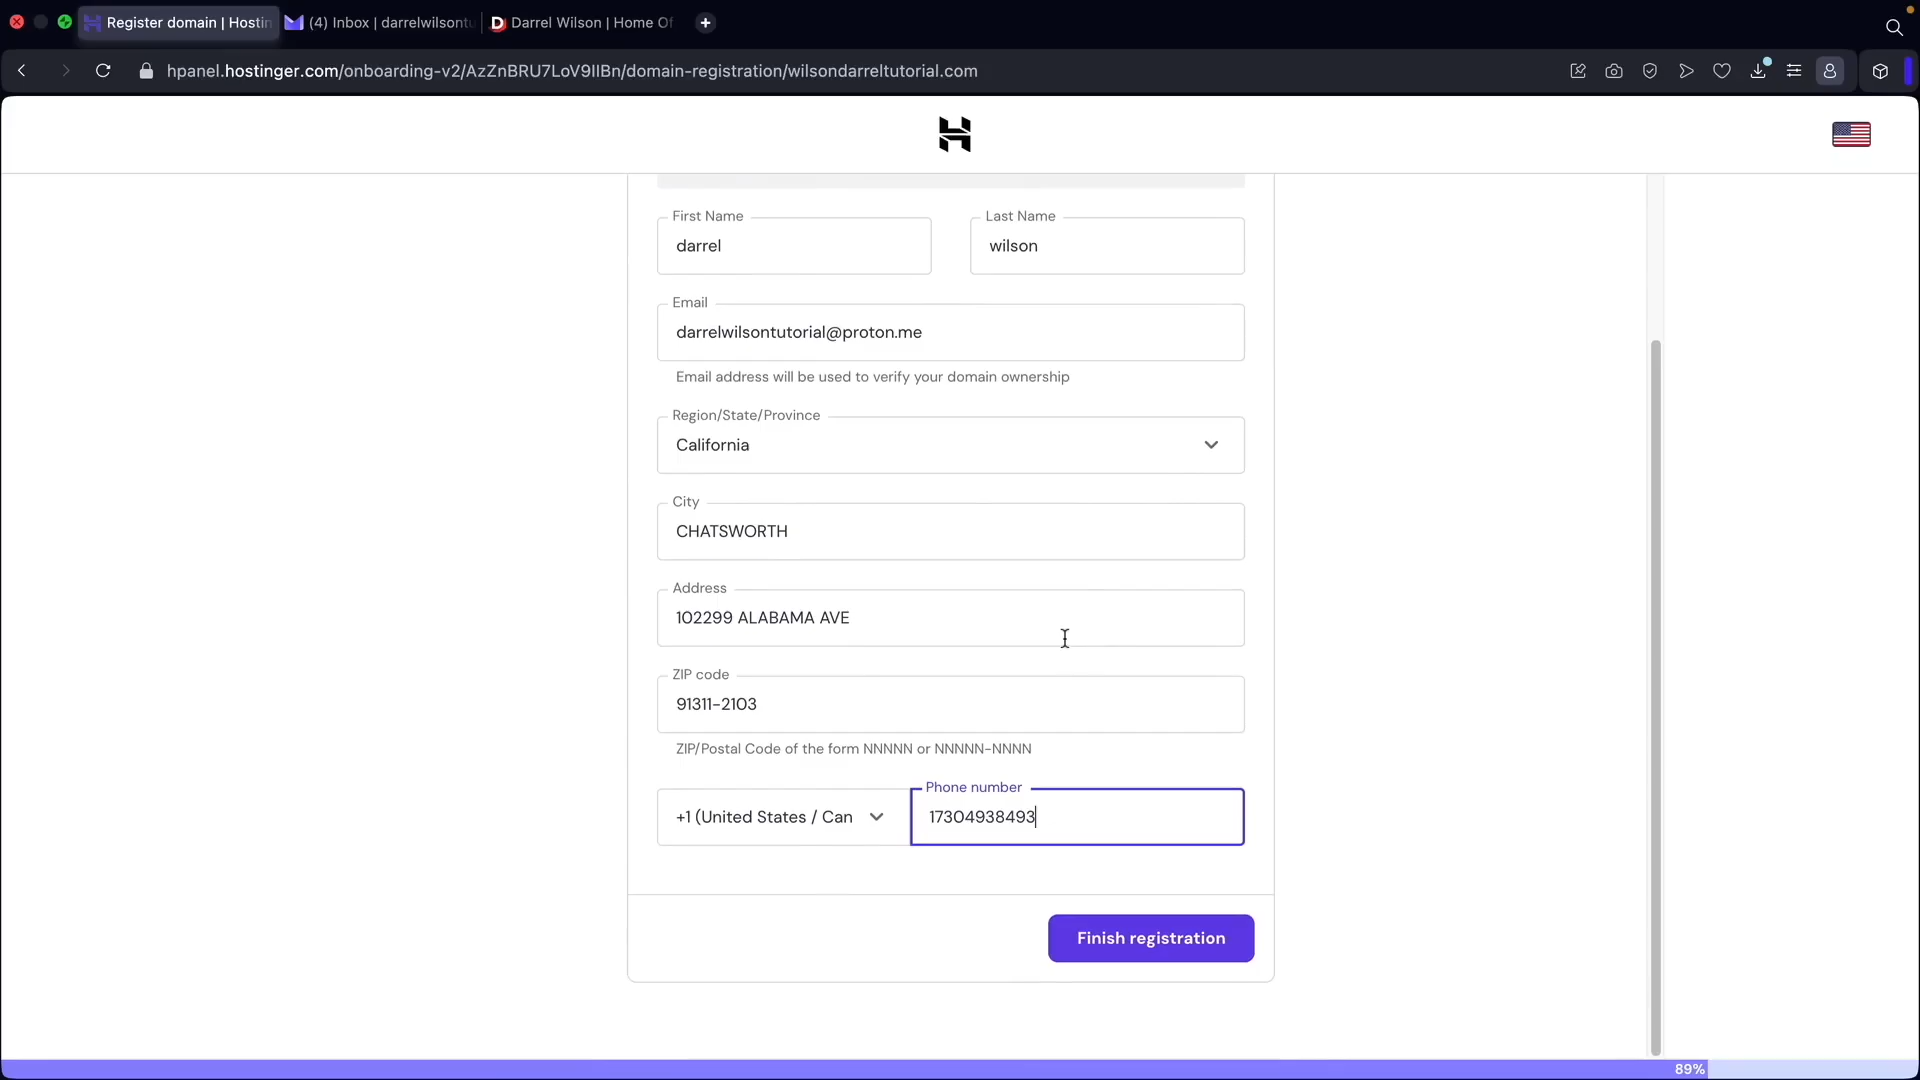 Register domain | Hostin
(4) Inbox | darrelwilsontu
Darrel Wilson | Home Of
hpanel.hostinger.com/onboarding-v2/AzZnBRU7LoV9IIBn/domain-registration/wilsondarreltutorial.com
First Name
darrel
Last Name
wilson
Email
darrelwilsontutorial@proton.me
Email address will be used to verify your domain ownership
Region/State/Province
California
City
CHATSWORTH
Address
102299 ALABAMA AVE
ZIP code
91311-2103
ZIP/Postal Code of the form NNNNN or NNNNN-NNNN
+1 (United States / Can
Phone number
17304938493
Finish registration
89%